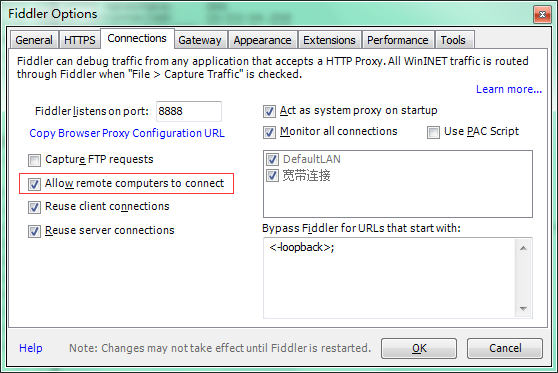 Fiddler Options
General HTTPS Connections Gateway Appearance Extensions Performance Tools
Fiddler can debug traffic from any application that accepts a HTTP Proxy. All WinINET traffic is routed
through Fiddler when "File > Capture Traffic" is checked.
Learn more...
Fiddler listens on port: 8888
Copy Browser Proxy Configuration URL
Capture FTP requests
Allow remote computers to connect
Reuse client connections
Reuse server connections
Act as system proxy on startup
Monitor all connections Use PAC Script
DefaultLAN
宽带连接
Bypass Fiddler for URLs that start with:
<-loopback>;
Help Note: Changes may not take effect until Fiddler is restarted. OK Cancel